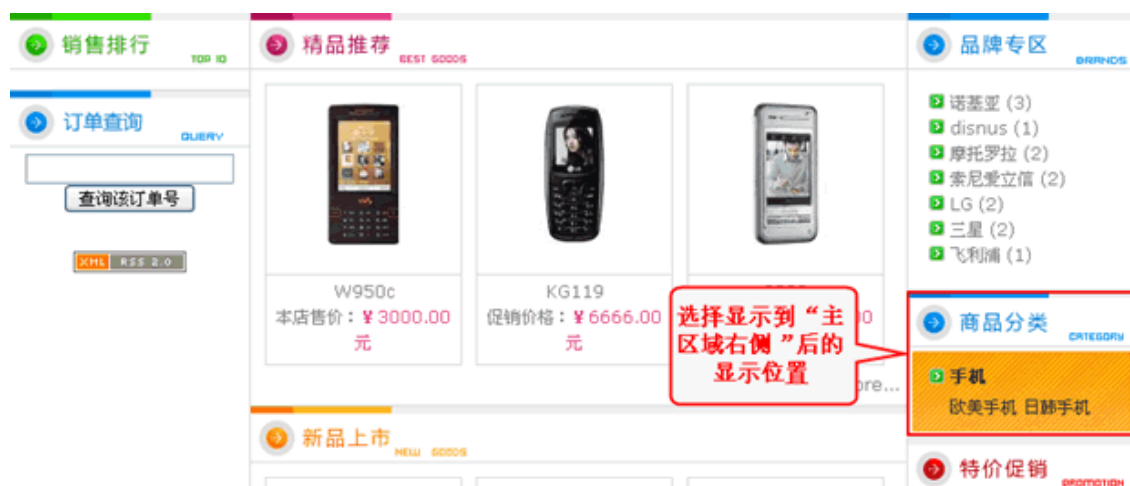 销售排行
TOP 10
订单查询
QUERY
查询该订单号
XML RSS 2.0
精品推荐
BEST GOODS
W950c
本店售价：¥3000.00
元
KG119
促销价格：¥6666.00
元
选择显示到“主
区域右侧 ”后的
显示位置
ore...
新品上市
NEW GOODS
品牌专区
BRANDS
诺基亚 (3)
disnus (1)
摩托罗拉 (2)
索尼爱立信 (2)
LG (2)
三星 (2)
飞利浦 (1)
商品分类
CATEGORY
手机
欧美手机 日韩手机
特价促销
PROMOTION